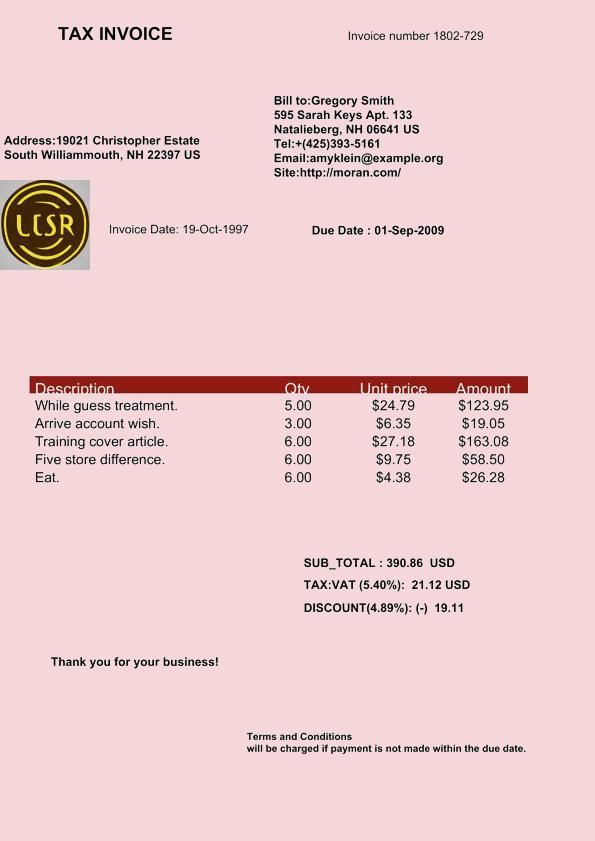 TAX INVOICE
Invoice number 1802-729
Bill to:Gregory Smith
595 Sarah Keys Apt. 133
Natalieberg, NH 06641 US
Tel:+(425)393-5161
Email:amyklein@example.org
Site:http://moran.com/
Address:19021 Christopher Estate
South Williammouth, NH 22397 US
LCSR
Invoice Date: 19-Oct-1997
Due Date : 01-Sep-2009
Description Qty Unit price Amount
While guess treatment. 5.00 $24.79 $123.95
Arrive account wish. 3.00 $6.35 $19.05
Training cover article. 6.00 $27.18 $163.08
Five store difference. 6.00 $9.75 $58.50
Eat. 6.00 $4.38 $26.28
SUB_TOTAL : 390.86 USD
TAX:VAT (5.40%): 21.12 USD
DISCOUNT(4.89%): (-) 19.11
Thank you for your business!
Terms and Conditions
will be charged if payment is not made within the due date.